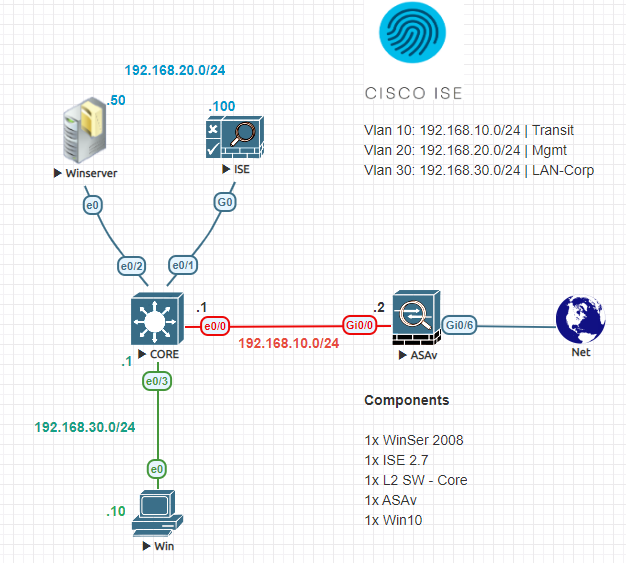 192.168.20.0/24
.50
.100
CISCO ISE
Vlan 10: 192.168.10.0/24 | Transit
Vlan 20: 192.168.20.0/24 | Mgmt
Vlan 30: 192.168.30.0/24 | LAN-Corp
Winserver
ISE
e0
G0
e0/2
e0/1
.1
.2
e0/0
Gi0/0
Gi0/6
192.168.10.0/24
CORE
ASAv
Net
.1
e0/3
Components
192.168.30.0/24
1x WinSer 2008
1x ISE 2.7
1x L2 SW - Core
1x ASAv
1x Win10
e0
.10
Win